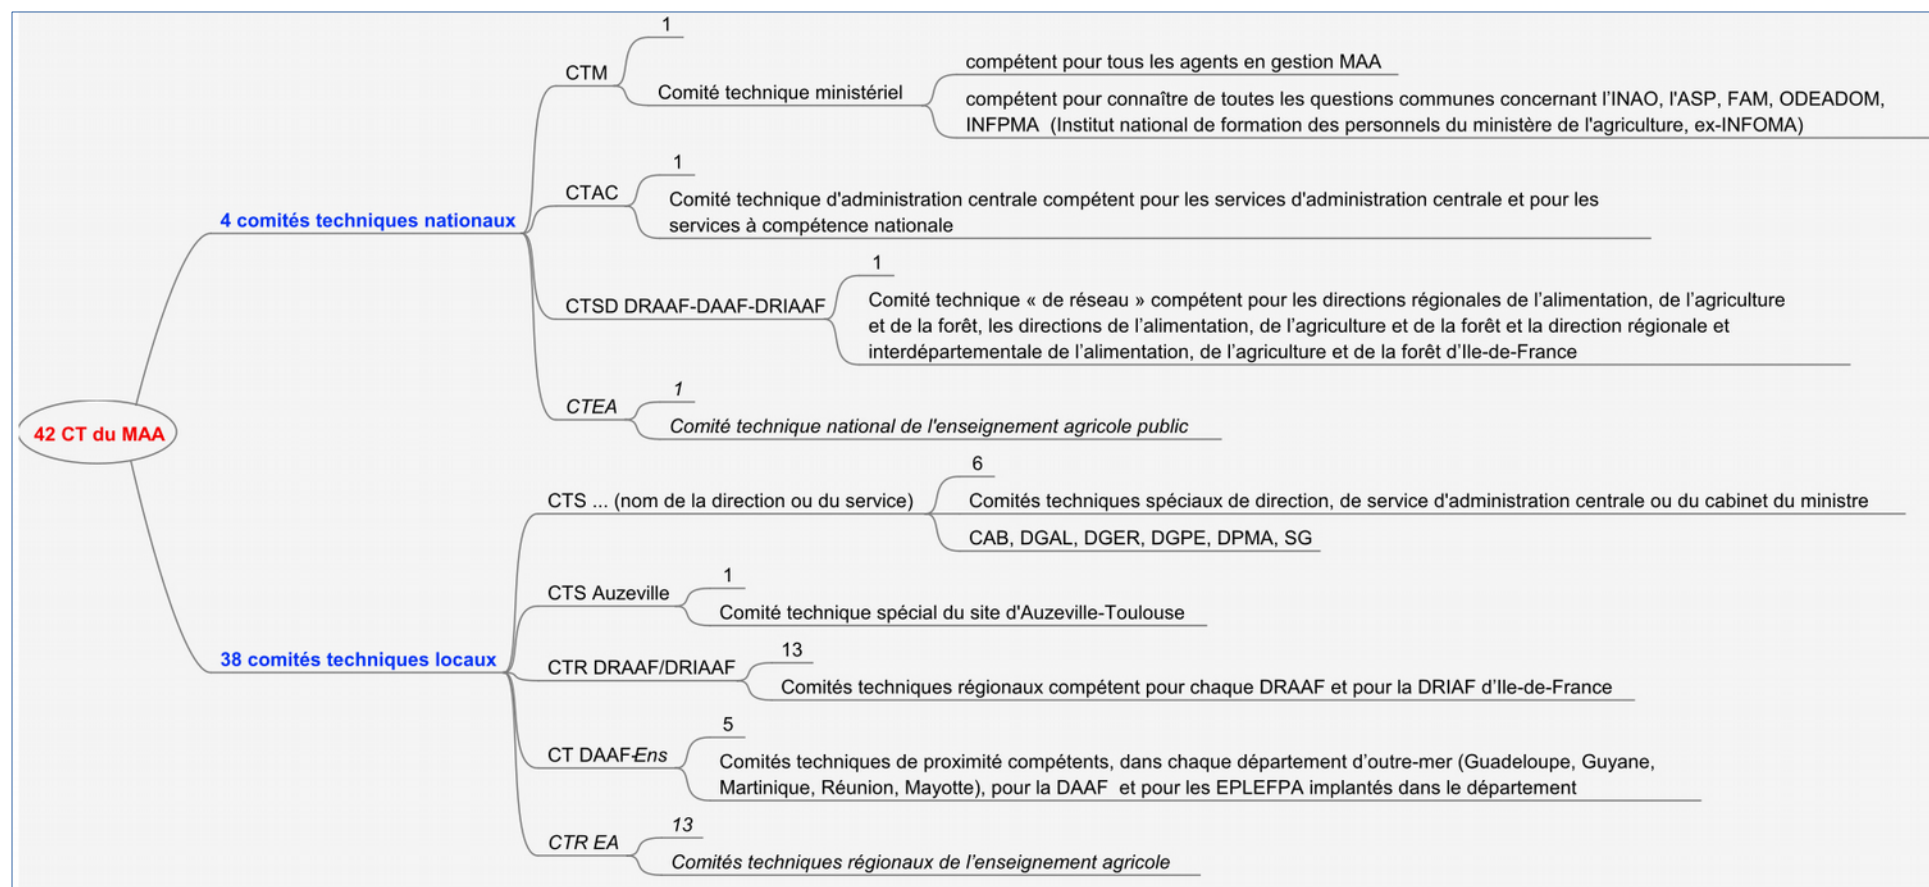 42 CT du MAA
4 comités techniques nationaux
CTM
1
Comité technique ministériel
compétent pour tous les agents en gestion MAA
compétent pour connaître de toutes les questions communes concernant l'INAO, l'ASP, FAM, ODEADOM,
INFPMA (Institut national de formation des personnels du ministère de l'agriculture, ex-INFOMA)
CTAC
1
Comité technique d'administration centrale compétent pour les services d'administration centrale et pour les
services à compétence nationale
CTSD DRAAF-DAAF-DRIAAF
1
Comité technique « de réseau » compétent pour les directions régionales de l'alimentation, de l'agriculture
et de la forêt, les directions de l'alimentation, de l'agriculture et de la forêt et la direction régionale et
interdépartementale de l'alimentation, de l'agriculture et de la forêt d'Ile-de-France
CTEA
1
Comité technique national de l'enseignement agricole public
38 comités techniques locaux
CTS ... (nom de la direction ou du service)
6
Comités techniques spéciaux de direction, de service d'administration centrale ou du cabinet du ministre
CAB, DGAL, DGER, DGPE, DPMA, SG
CTS Auzeville
1
Comité technique spécial du site d'Auzeville-Toulouse
CTR DRAAF/DRIAAF
13
Comités techniques régionaux compétent pour chaque DRAAF et pour la DRIAF d'Ile-de-France
CT DAAF-Ens
5
Comités techniques de proximité compétents, dans chaque département d'outre-mer (Guadeloupe, Guyane,
Martinique, Réunion, Mayotte), pour la DAAF et pour les EPLEFPA implantés dans le département
CTR EA
13
Comités techniques régionaux de l'enseignement agricole